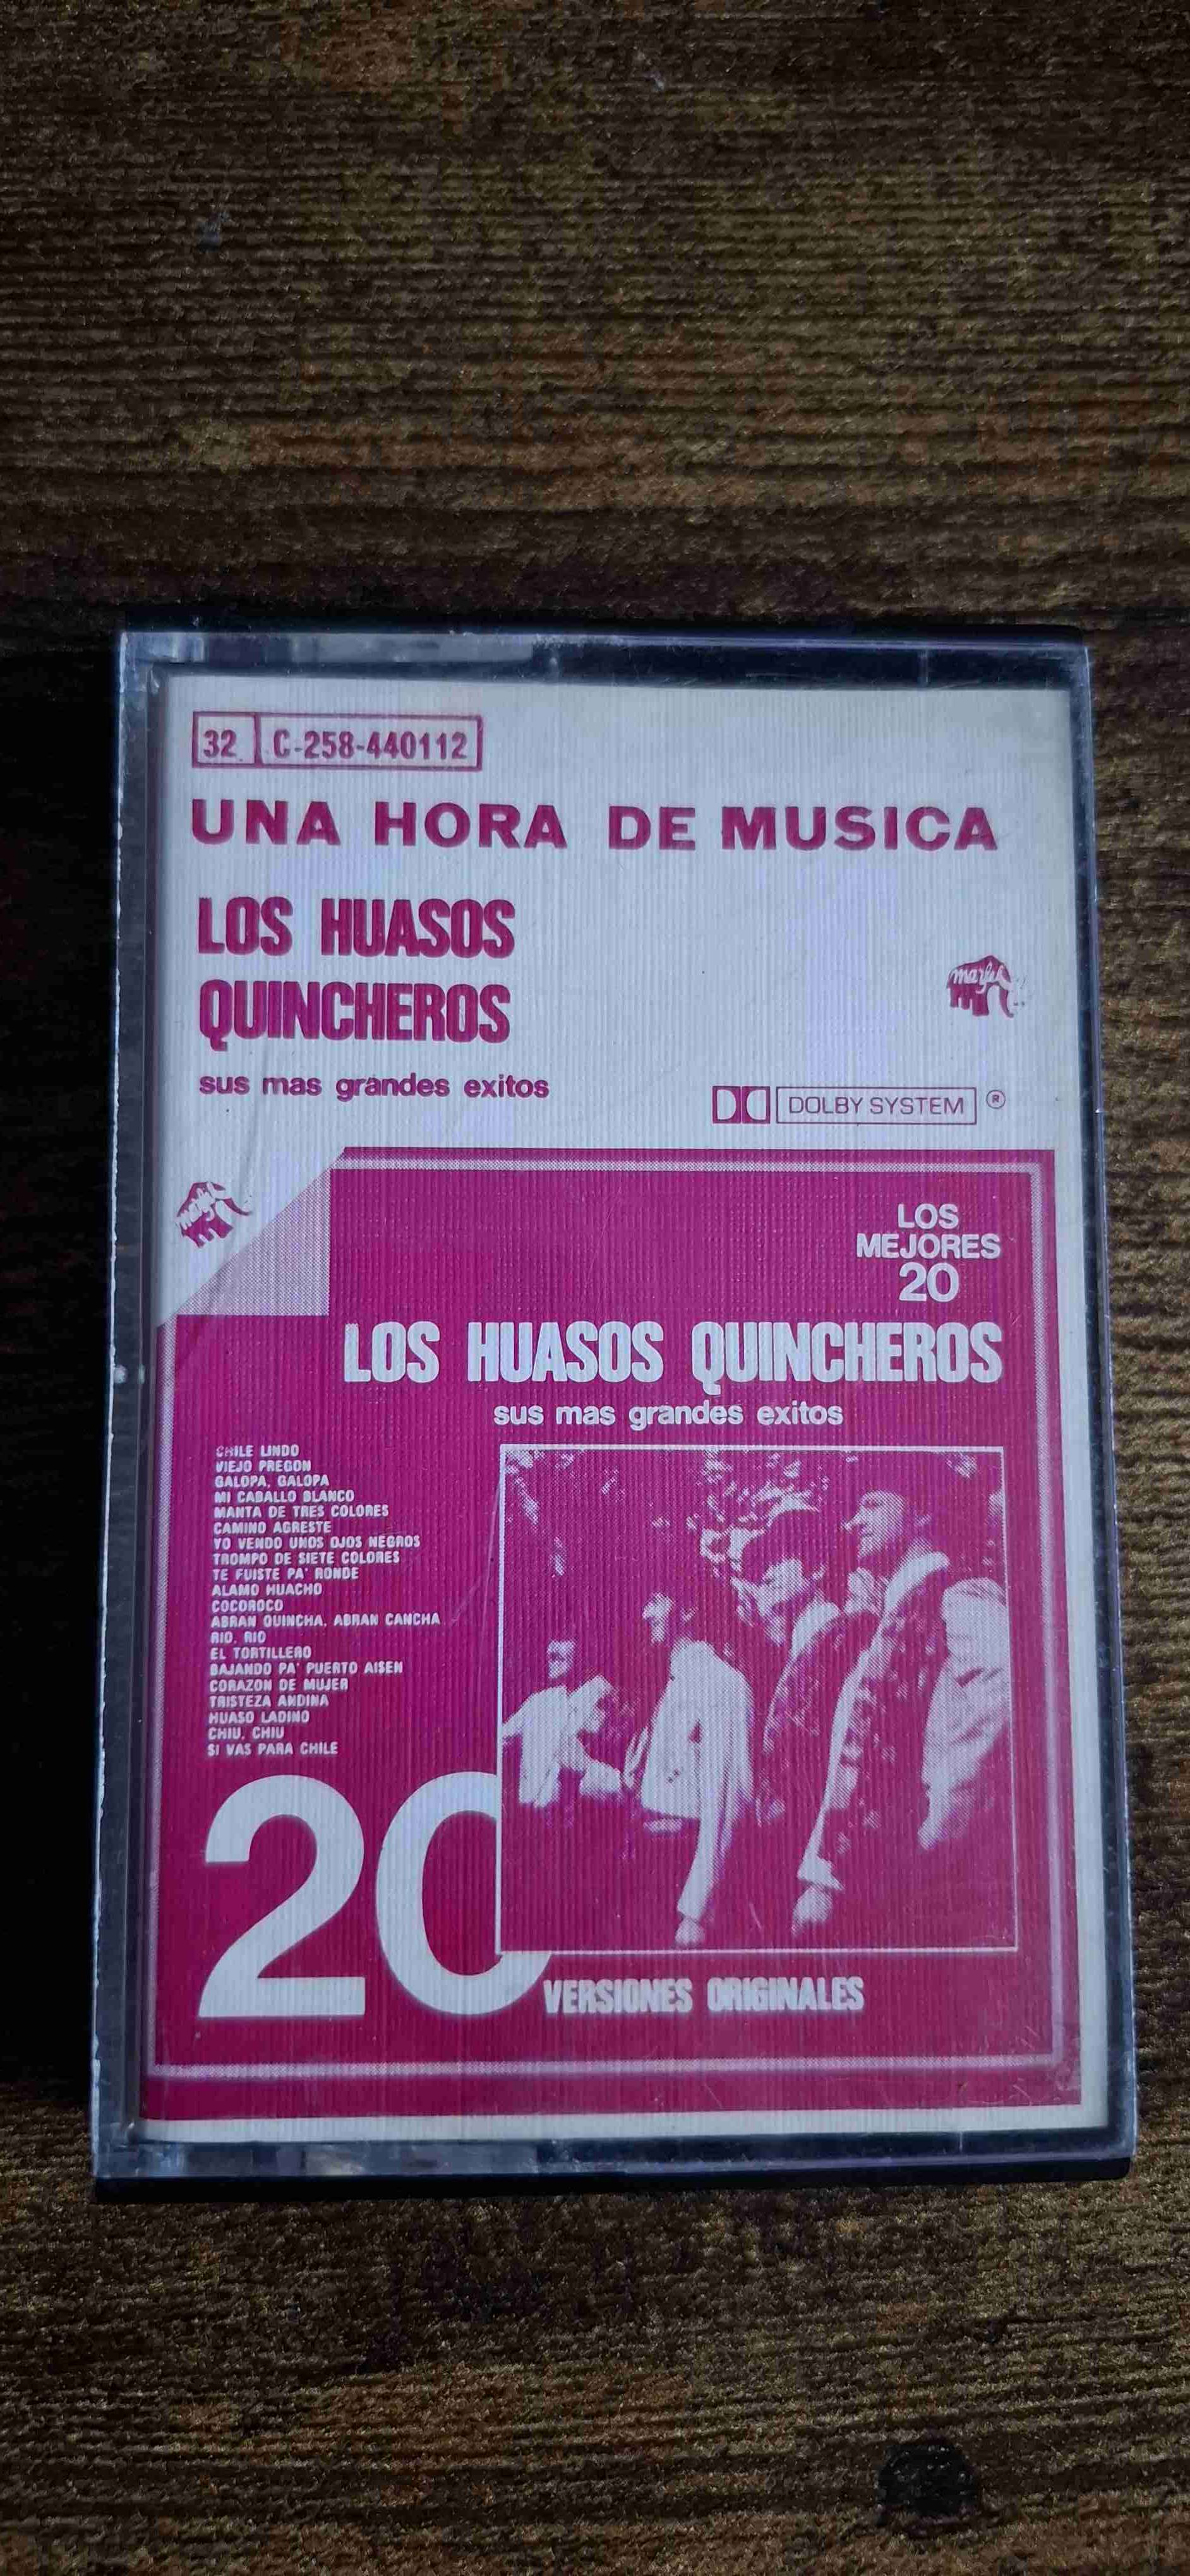 32 C-258-440112
UNA HORA DE MUSICA
LOS HUASOS
QUINCHEROS
marfil
sus mas grandes exitos
DOLBY SYSTEM ®
marfil
LOS
MEJORES
20
LOS HUASOS QUINCHEROS
sus mas grandes exitos
CHILE LINDO
VIEJO PREGON
GALOPA, GALOPA
MI CABALLO BLANCO
MANTA DE TRES COLORES
CAMINO AGRESTE
YO VENDO UNOS OJOS NEGROS
TROMPO DE SIETE COLORES
TE FUISTE PA' RONDE
ALAMO HUACHO
COCOROCO
ABRAN QUINCHA, ABRAN CANCHA
RIO, RIO
EL TORTILLERO
BAJANDO PA' PUERTO AISEN
CORAZON DE MUJER
TRISTEZA ANDINA
HUASO LADINO
CHIU, CHIU
SI VAS PARA CHILE
20
VERSIONES ORIGINALES